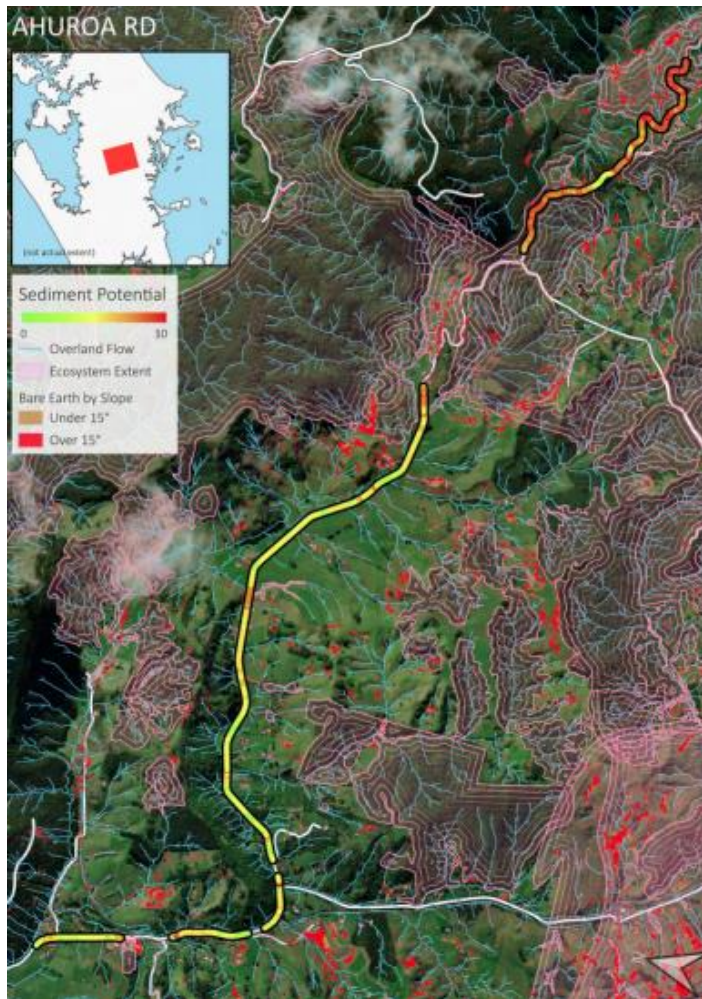 AHUROA RD
(not actual extent)
Sediment Potential
0 10
Overland Flow
Ecosystem Extent
Bare Earth by Slope
Under 15°
Over 15°